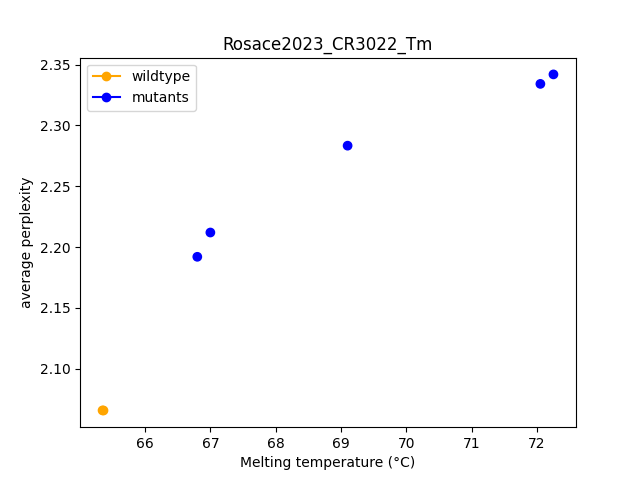 Rosace2023_CR3022_Tm
wildtype
mutants
2.35
2.30
2.25
2.20
2.15
2.10
average perplexity
66 67 68 69 70 71 72
Melting temperature (°C)